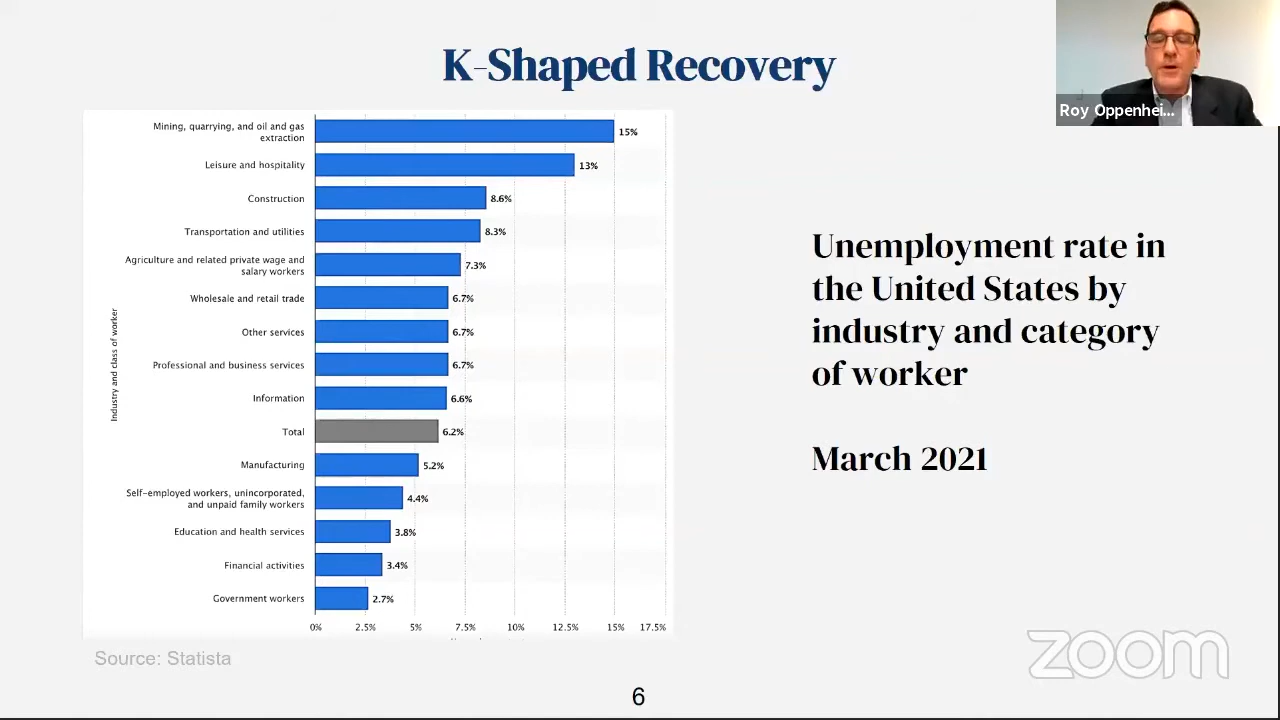 K-Shaped Recovery
Roy Oppenhei...
Mining, quarrying, and oil and gas
extraction
15%
Leisure and hospitality
13%
Construction
8.6%
Transportation and utilities
8.3%
Agriculture and related private wage and
salary workers
7.3%
Wholesale and retail trade
6.7%
Other services
6.7%
Professional and business services
6.7%
Information
6.6%
Total
6.2%
Manufacturing
5.2%
Self-employed workers, unincorporated,
and unpaid family workers
4.4%
Education and health services
3.8%
Financial activities
3.4%
Government workers
2.7%
Industry and class of worker
0% 2.5% 5% 7.5% 10% 12.5% 15% 17.5%
Unemployment rate in
the United States by
industry and category
of worker
March 2021
Source: Statista
zoom
6